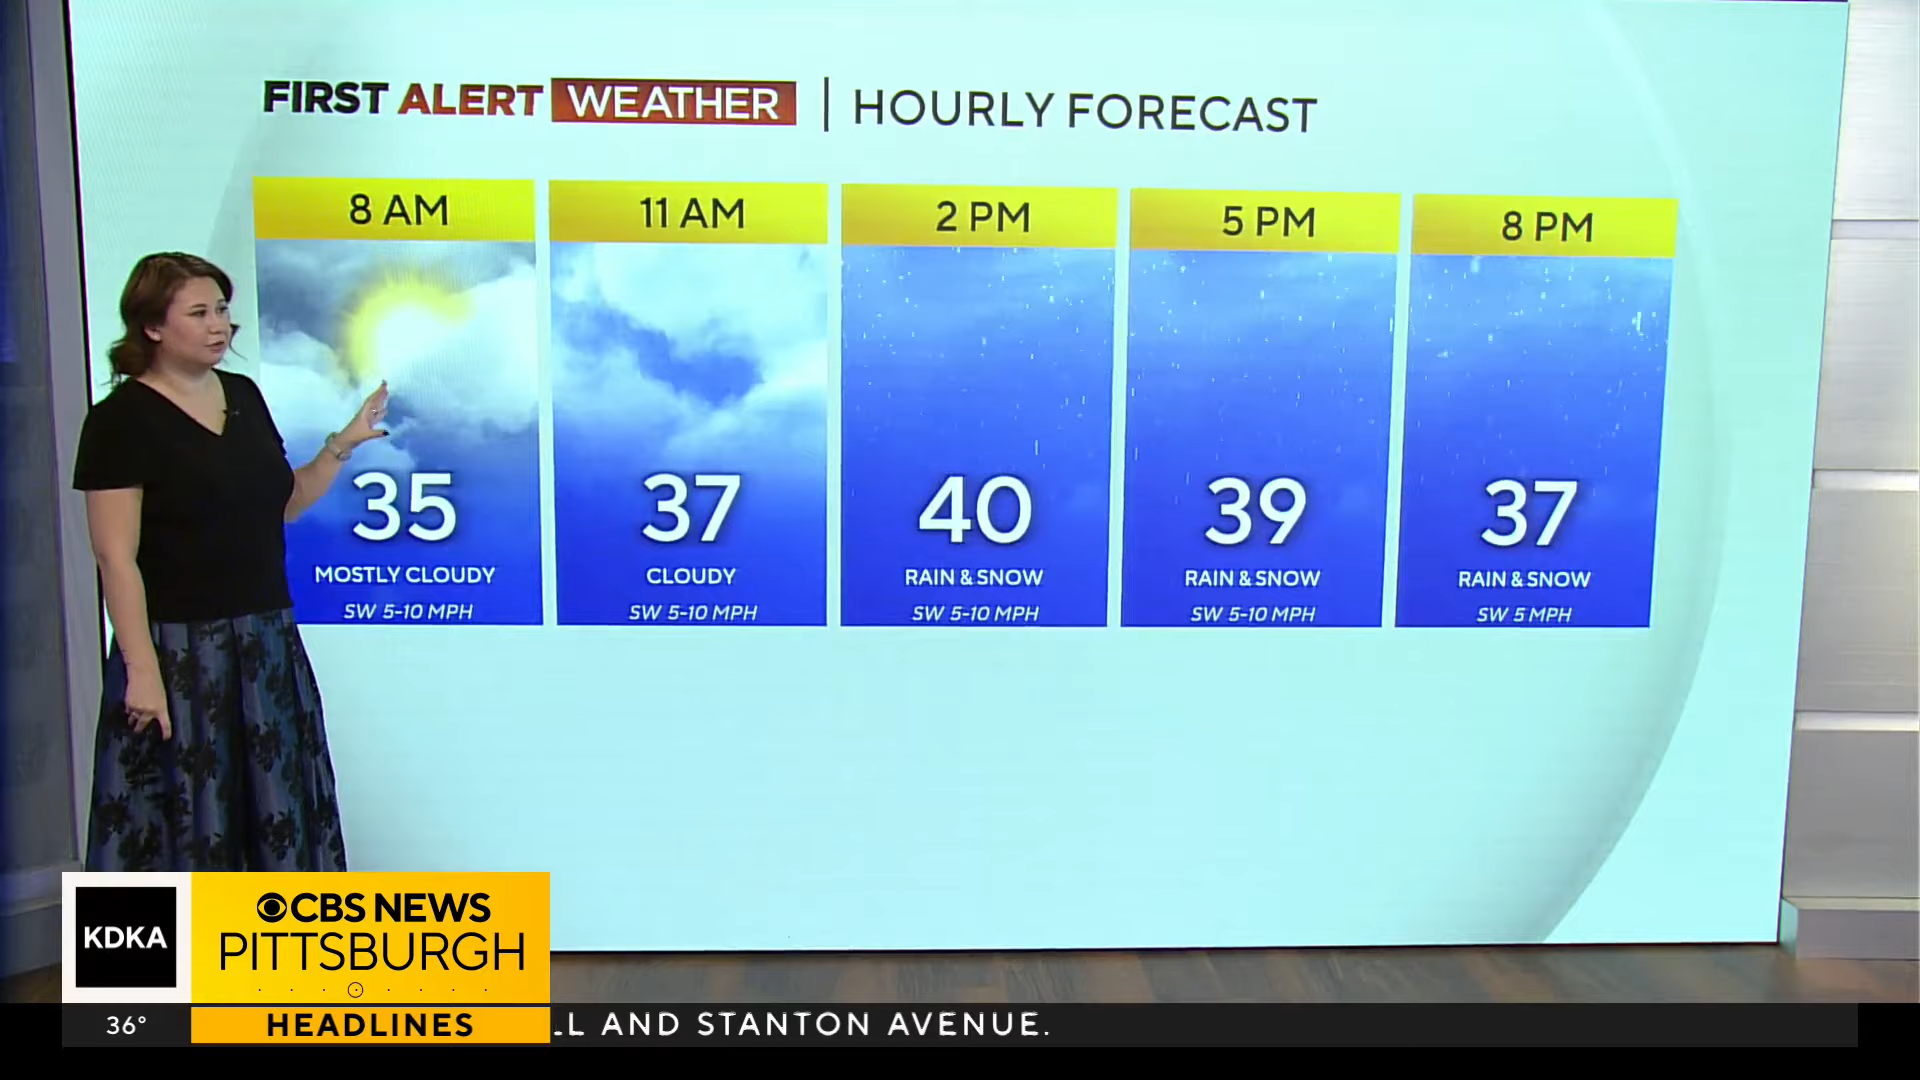 FIRST ALERT WEATHER | HOURLY FORECAST
8 AM
35
MOSTLY CLOUDY
SW 5-10 MPH
11 AM
37
CLOUDY
SW 5-10 MPH
2 PM
40
RAIN & SNOW
SW 5-10 MPH
5 PM
39
RAIN & SNOW
SW 5-10 MPH
8 PM
37
RAIN & SNOW
SW 5 MPH
KDKA
CBS NEWS
PITTSBURGH
36°
HEADLINES
AND STANTON AVENUE.